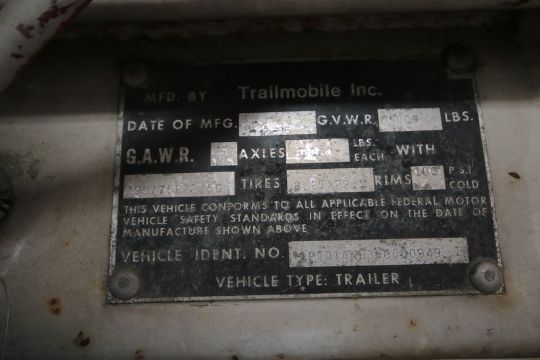 MFD. BY Trailmobile Inc.
DATE OF MFG. G.V.W.R. LBS.
G.A.W.R. AXLES LBS. EACH WITH
TIRES RIMS 100 P.S.I. COLD
THIS VEHICLE CONFORMS TO ALL APPLICABLE FEDERAL MOTOR
VEHICLE SAFETY STANDARDS IN EFFECT ON THE DATE OF
MANUFACTURE SHOWN ABOVE
VEHICLE IDENT. NO.
VEHICLE TYPE: TRAILER